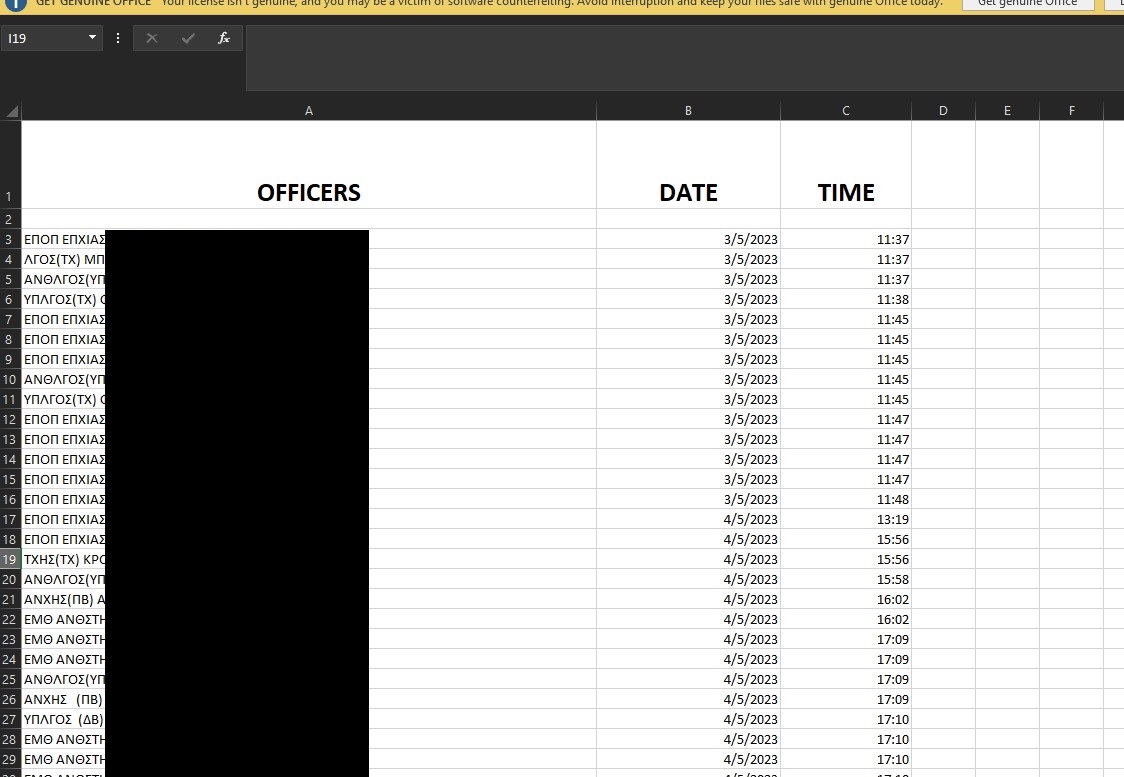 GET GENUINE OFFICE Your license isn't genuine, and you may be a victim of software counterfeiting. Avoid interruption and keep your files safe with genuine Office today. Get genuine Office
I19 fx
A B C D E F
1 OFFICERS DATE TIME
2
3 ΕΠΟΠ ΕΠΧΙΑΣ 3/5/2023 11:37
4 ΛΓΟΣ(ΤΧ) ΜΠ 3/5/2023 11:37
5 ΑΝΘΛΓΟΣ(ΥΠ 3/5/2023 11:37
6 ΥΠΛΓΟΣ(ΤΧ) 3/5/2023 11:38
7 ΕΠΟΠ ΕΠΧΙΑΣ 3/5/2023 11:45
8 ΕΠΟΠ ΕΠΧΙΑΣ 3/5/2023 11:45
9 ΕΠΟΠ ΕΠΧΙΑΣ 3/5/2023 11:45
10 ΑΝΘΛΓΟΣ(ΥΠ 3/5/2023 11:45
11 ΥΠΛΓΟΣ(ΤΧ) 3/5/2023 11:45
12 ΕΠΟΠ ΕΠΧΙΑΣ 3/5/2023 11:47
13 ΕΠΟΠ ΕΠΧΙΑΣ 3/5/2023 11:47
14 ΕΠΟΠ ΕΠΧΙΑΣ 3/5/2023 11:47
15 ΕΠΟΠ ΕΠΧΙΑΣ 3/5/2023 11:47
16 ΕΠΟΠ ΕΠΧΙΑΣ 3/5/2023 11:48
17 ΕΠΟΠ ΕΠΧΙΑΣ 4/5/2023 13:19
18 ΕΠΟΠ ΕΠΧΙΑΣ 4/5/2023 15:56
19 ΤΧΗΣ(ΤΧ) ΚΡΟ 4/5/2023 15:56
20 ΑΝΘΛΓΟΣ(ΥΠ 4/5/2023 15:58
21 ΑΝΧΗΣ(ΠΒ) Α 4/5/2023 16:02
22 ΕΜΘ ΑΝΘΣΤΗ 4/5/2023 16:02
23 ΕΜΘ ΑΝΘΣΤΗ 4/5/2023 17:09
24 ΕΜΘ ΑΝΘΣΤΗ 4/5/2023 17:09
25 ΑΝΘΛΓΟΣ(ΥΠ 4/5/2023 17:09
26 ΑΝΧΗΣ (ΠΒ) 4/5/2023 17:09
27 ΥΠΛΓΟΣ (ΔΒ) 4/5/2023 17:10
28 ΕΜΘ ΑΝΘΣΤΗ 4/5/2023 17:10
29 ΕΜΘ ΑΝΘΣΤΗ 4/5/2023 17:10